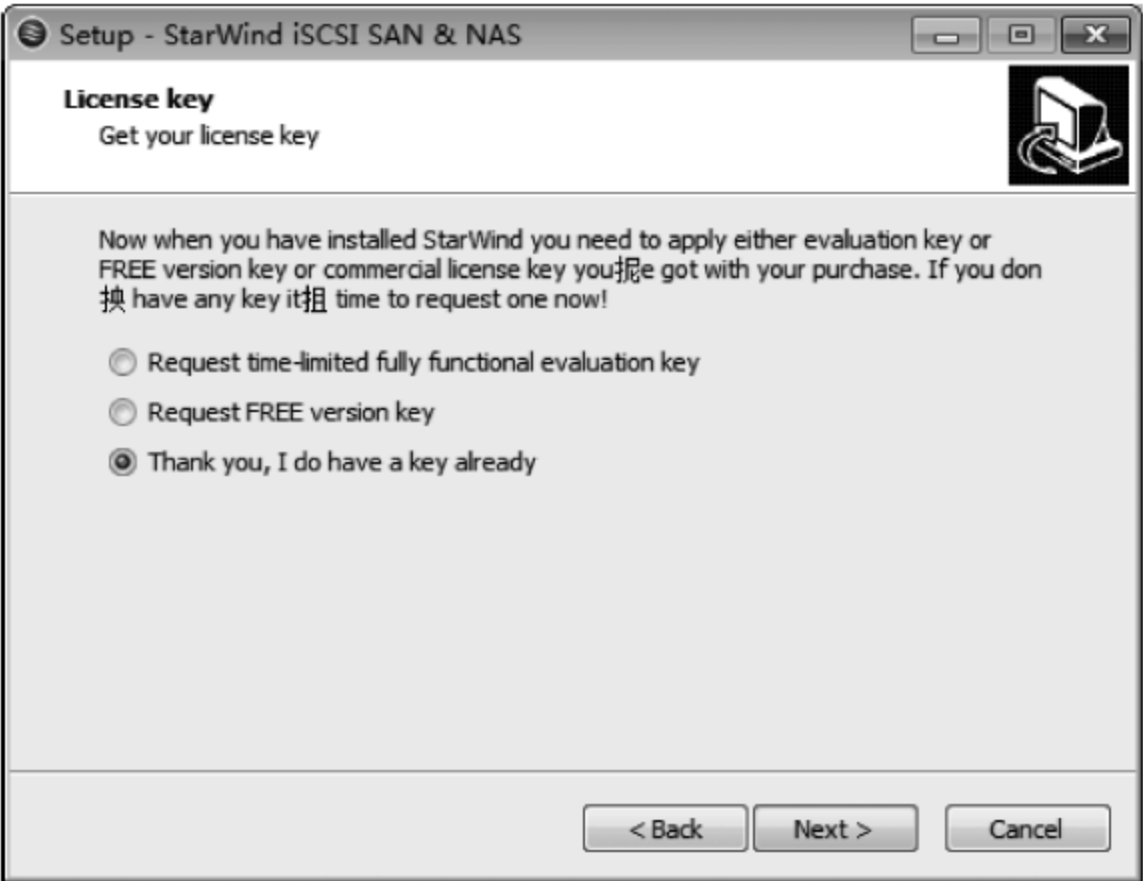 Setup - StarWind iSCSI SAN & NAS
License key
Get your license key
Now when you have installed StarWind you need to apply either evaluation key or
FREE version key or commercial license key you抳e got with your purchase. If you don
换 have any key it抯 time to request one now!
Request time-limited fully functional evaluation key
Request FREE version key
Thank you, I do have a key already
< Back
Next >
Cancel